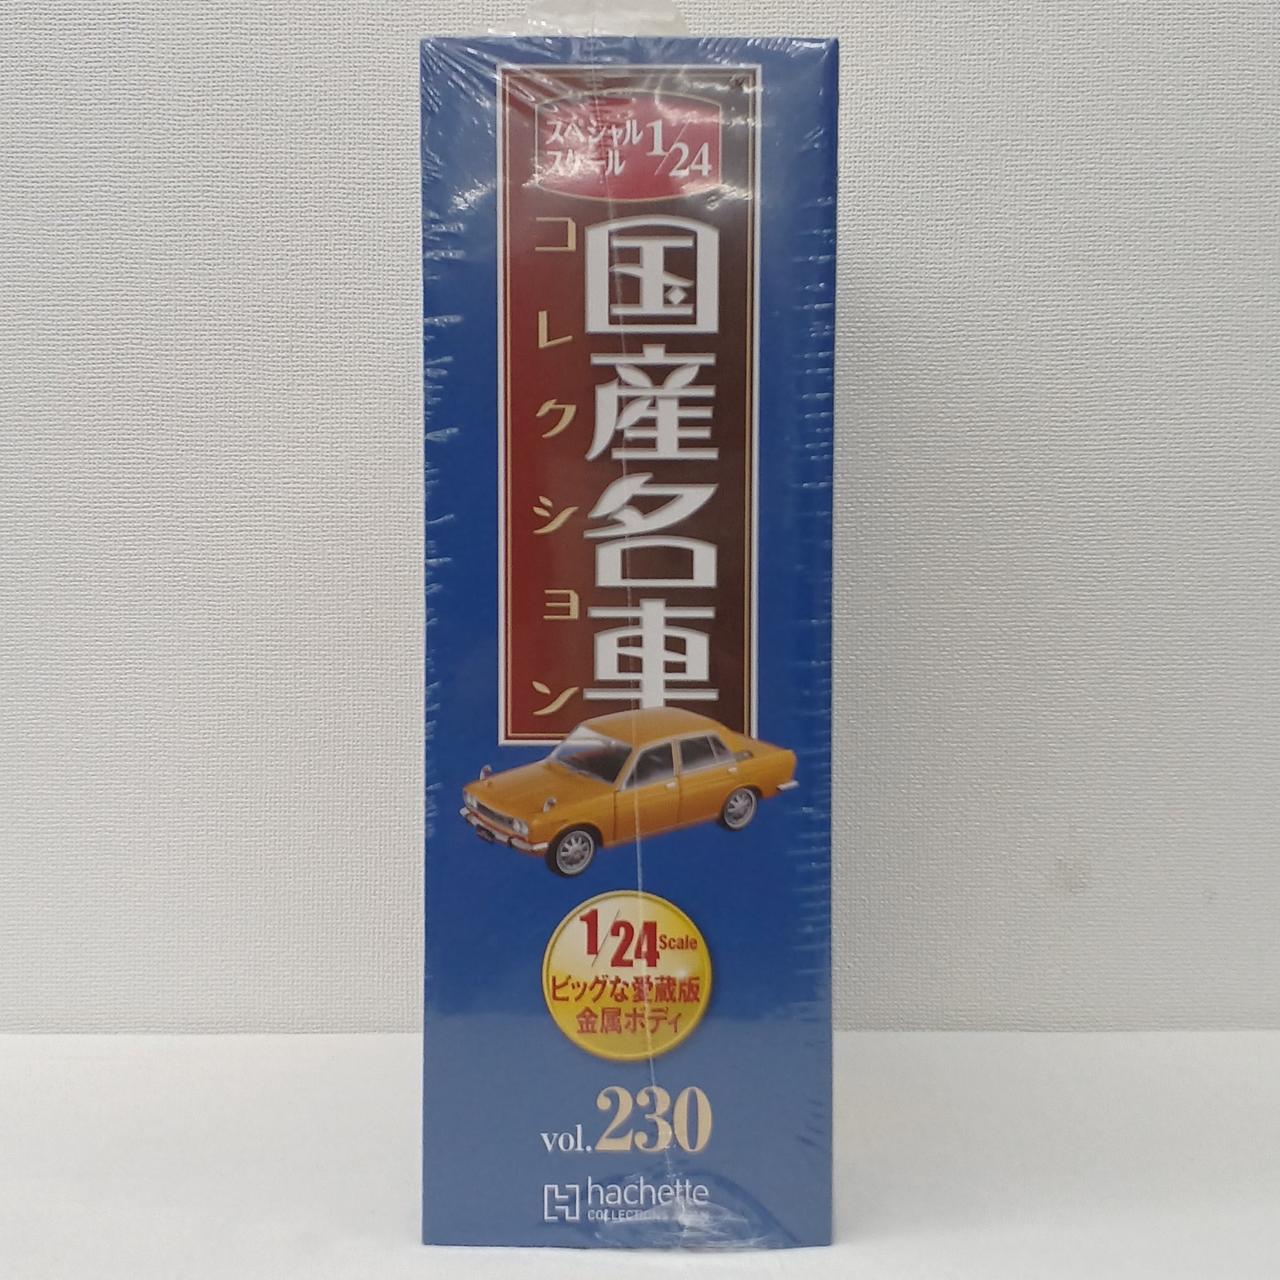 スペシャル
スケール
1/24
国産名車
コレクション
1/24 Scale
ビッグな愛蔵版
金属ボディ
vol.230
hachette
COLLECTIONS